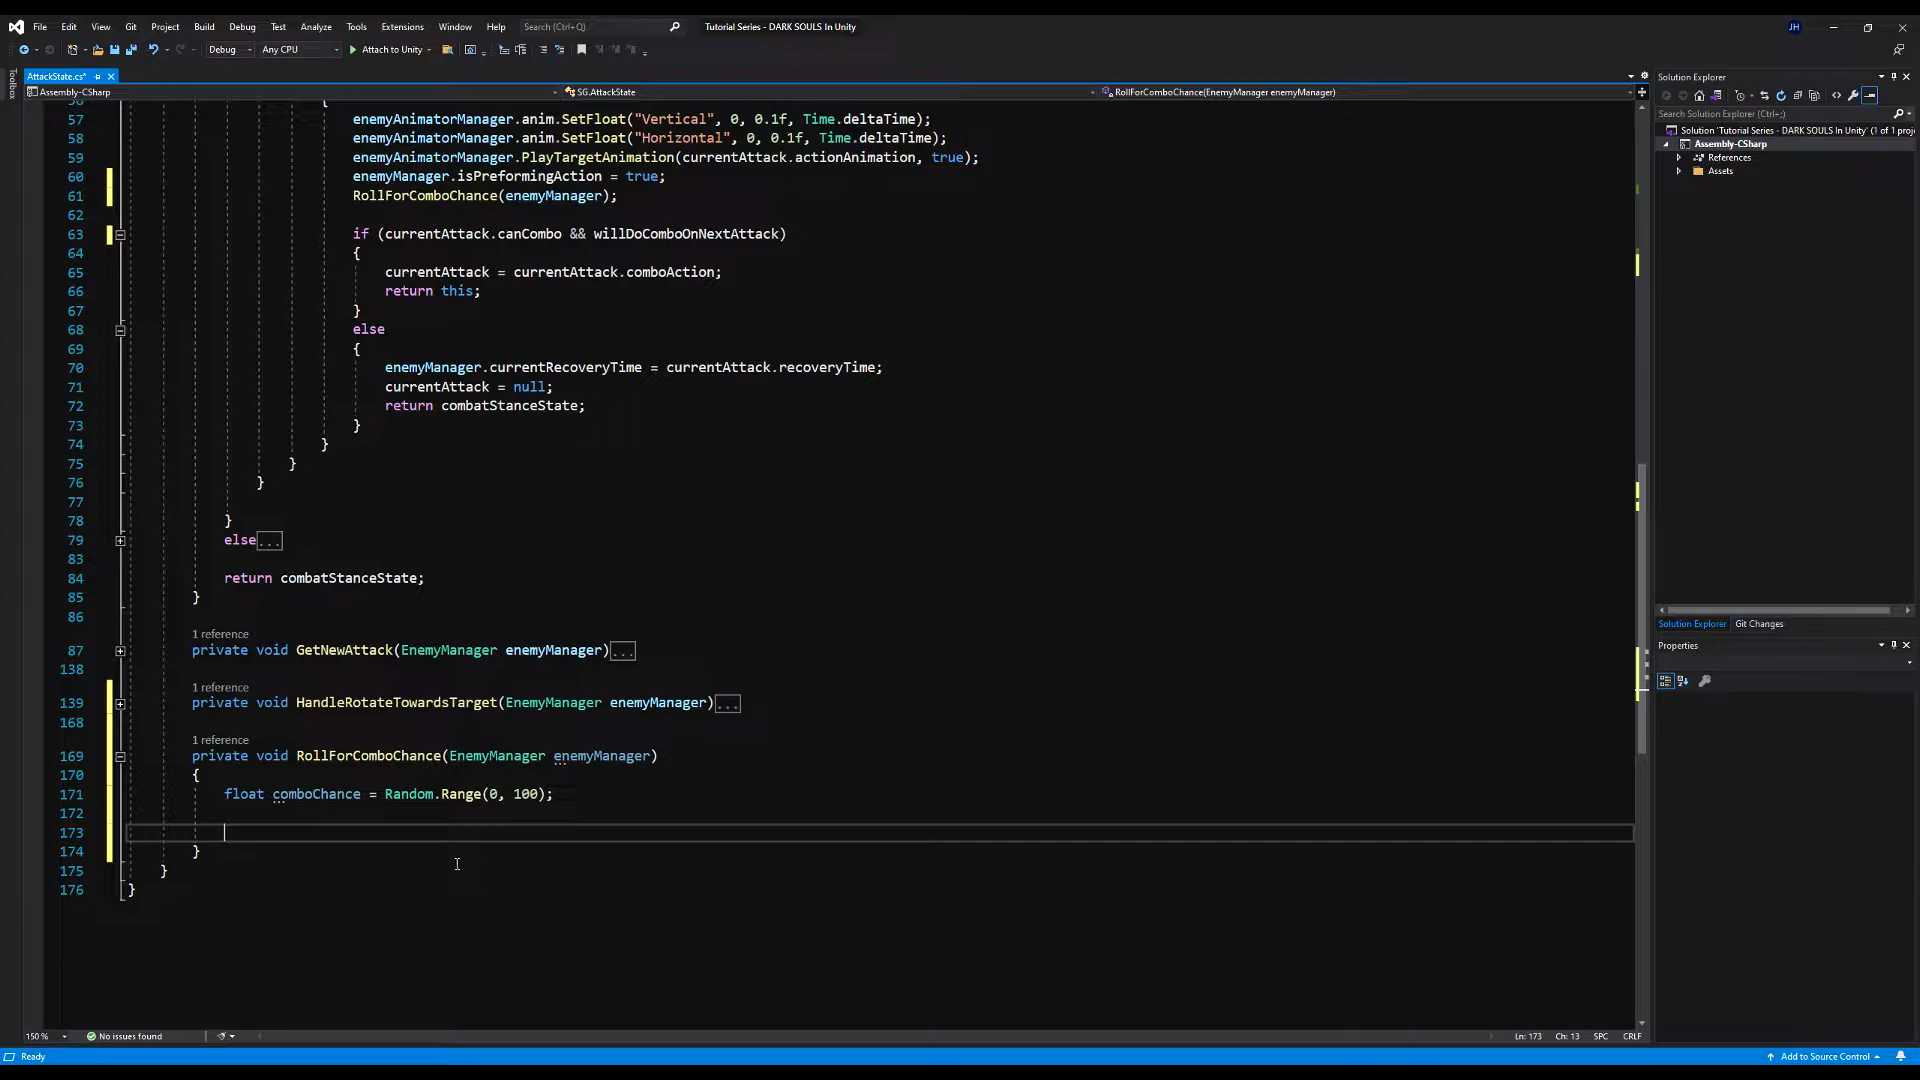 File Edit View Git Project Build Debug Test Analyze Tools Extensions Window Help Search (Ctrl+Q) Tutorial Series - DARK SOULS In Unity JH
Debug Any CPU Attach to Unity
Toolbox
AttackState.cs*
Assembly-CSharp SG.AttackState RollForComboChance(EnemyManager enemyManager)
56 {
57 enemyAnimatorManager.anim.SetFloat("Vertical", 0, 0.1f, Time.deltaTime);
58 enemyAnimatorManager.anim.SetFloat("Horizontal", 0, 0.1f, Time.deltaTime);
59 enemyAnimatorManager.PlayTargetAnimation(currentAttack.actionAnimation, true);
60 enemyManager.isPreformingAction = true;
61 RollForComboChance(enemyManager);
62
63 if (currentAttack.canCombo && willDoComboOnNextAttack)
64 {
65 currentAttack = currentAttack.comboAction;
66 return this;
67 }
68 else
69 {
70 enemyManager.currentRecoveryTime = currentAttack.recoveryTime;
71 currentAttack = null;
72 return combatStanceState;
73 }
74 }
75 }
76 }
77
78 }
79 else...
83
84 return combatStanceState;
85 }
86
1 reference
87 private void GetNewAttack(EnemyManager enemyManager)...
138
1 reference
139 private void HandleRotateTowardsTarget(EnemyManager enemyManager)...
168
1 reference
169 private void RollForComboChance(EnemyManager enemyManager)
170 {
171 float comboChance = Random.Range(0, 100);
172
173
174 }
175 }
176 }
150 % No issues found Ln: 173 Ch: 13 SPC CRLF
Ready Add to Source Control
Solution Explorer
Search Solution Explorer (Ctrl+;)
Solution 'Tutorial Series - DARK SOULS In Unity' (1 of 1 proj
Assembly-CSharp
References
Assets
Solution Explorer Git Changes
Properties